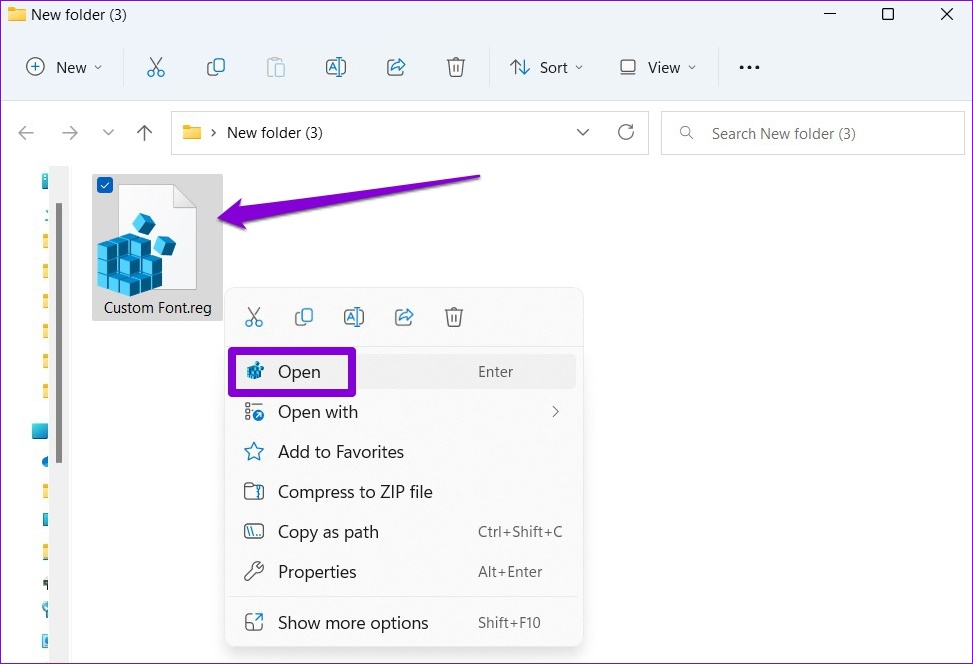 New folder (3)
New
Sort
View
New folder (3)
Search New folder (3)
Custom Font.reg
Open Enter
Open with
Add to Favorites
Compress to ZIP file
Copy as path Ctrl+Shift+C
Properties Alt+Enter
Show more options Shift+F10